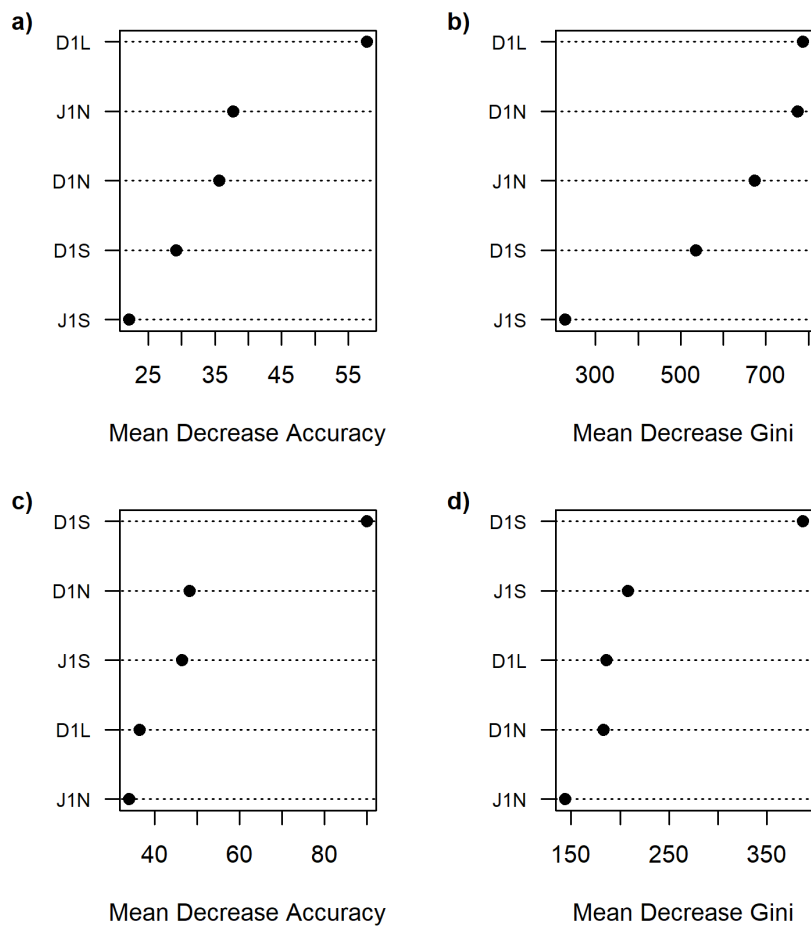 a)
D1L
J1N
D1N
D1S
J1S
25 35 45 55
Mean Decrease Accuracy
b)
D1L
D1N
J1N
D1S
J1S
300 500 700
Mean Decrease Gini
c)
D1S
D1N
J1S
D1L
J1N
40 60 80
Mean Decrease Accuracy
d)
D1S
J1S
D1L
D1N
J1N
150 250 350
Mean Decrease Gini